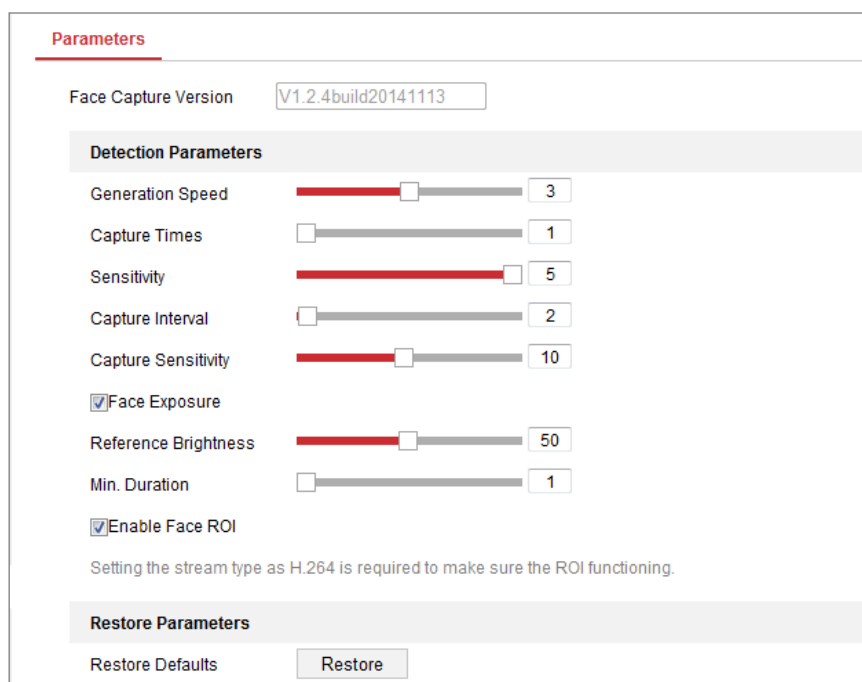 Parameters
Face Capture Version V1.2.4build20141113
Detection Parameters
Generation Speed 3
Capture Times 1
Sensitivity 5
Capture Interval 2
Capture Sensitivity 10
Face Exposure
Reference Brightness 50
Min. Duration 1
Enable Face ROI
Setting the stream type as H.264 is required to make sure the ROI functioning.
Restore Parameters
Restore Defaults Restore